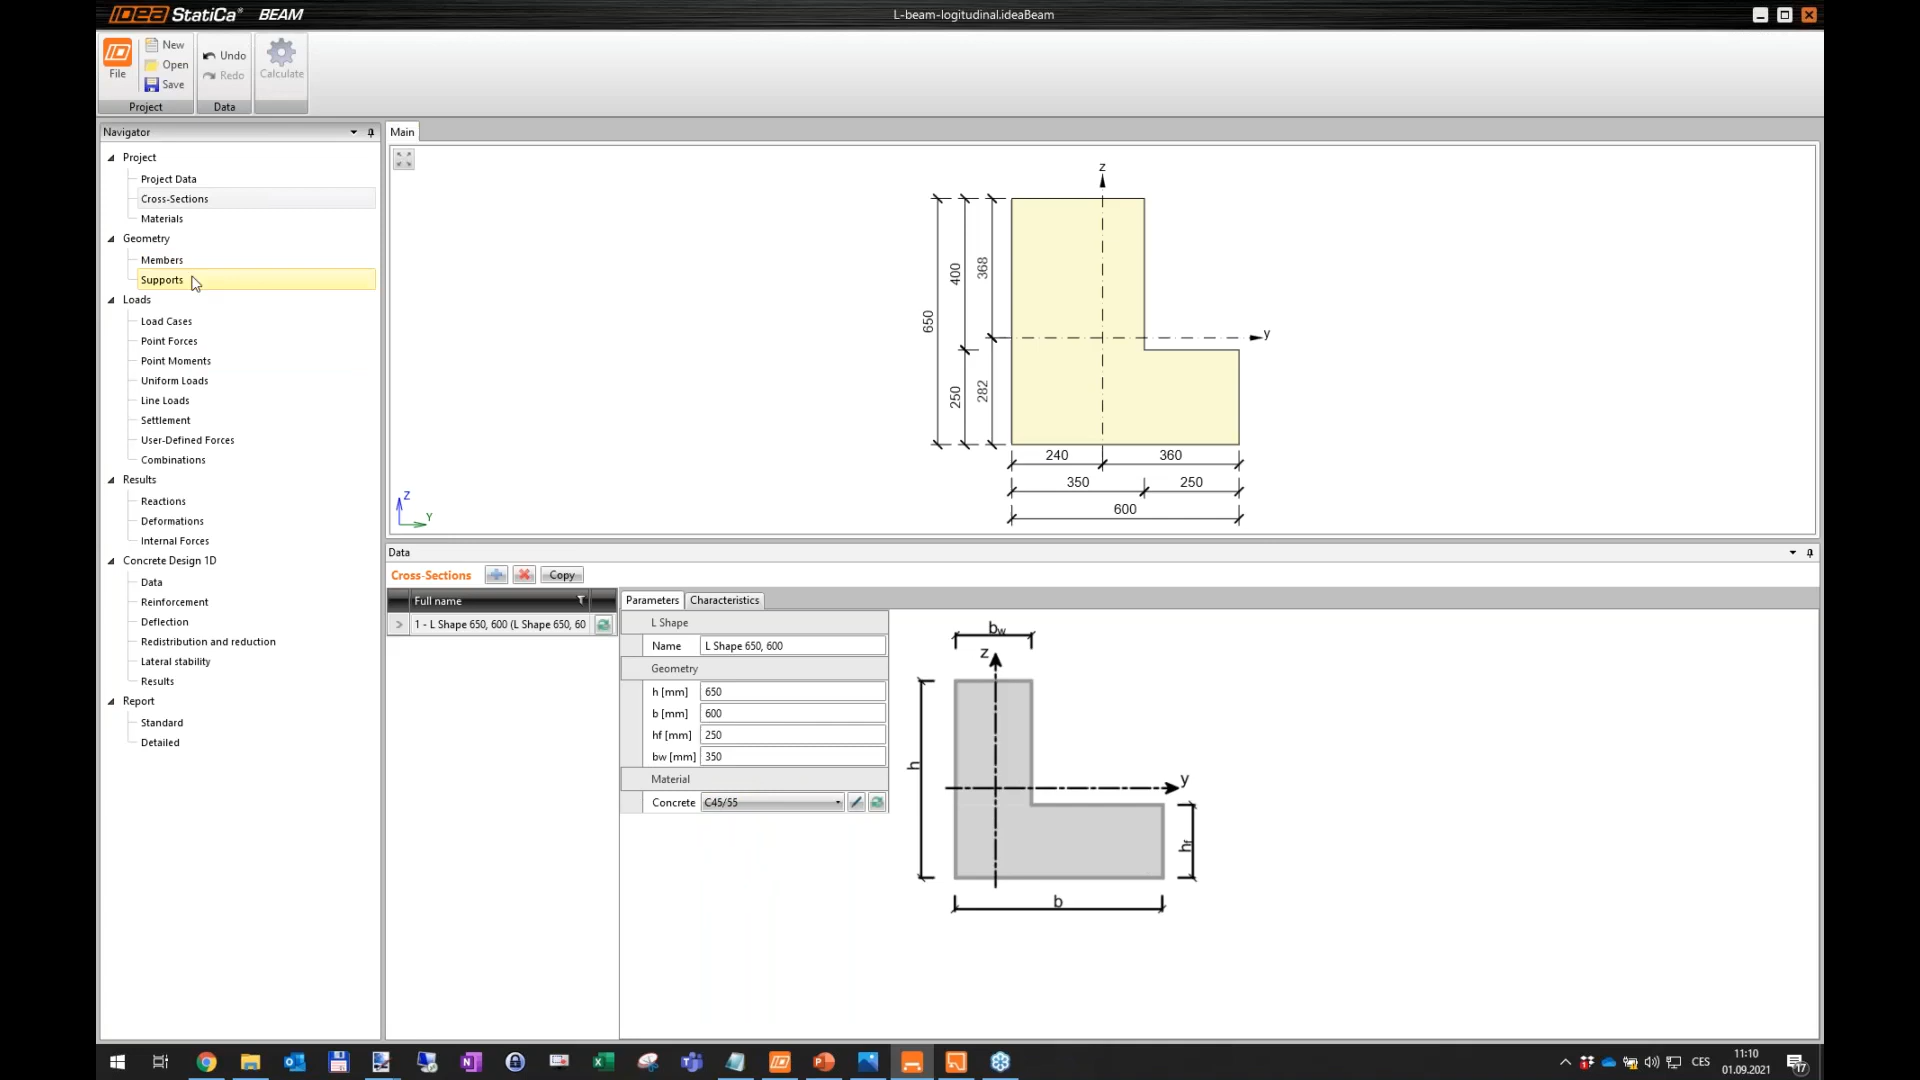 IDEA StatiCa® BEAM
L-beam-logitudinal.ideaBeam
File
New
Open
Save
Undo
Redo
Calculate
Project
Data
Navigator
Project
Project Data
Cross-Sections
Materials
Geometry
Members
Supports
Loads
Load Cases
Point Forces
Point Moments
Uniform Loads
Line Loads
Settlement
User-Defined Forces
Combinations
Results
Reactions
Deformations
Internal Forces
Concrete Design 1D
Data
Reinforcement
Deflection
Redistribution and reduction
Lateral stability
Results
Report
Standard
Detailed
Main
z
y
650
400
368
250
282
240
360
350
250
600
Z
Y
Data
Cross-Sections
Copy
Full name
1 - L Shape 650, 600 (L Shape 650, 60
Parameters
Characteristics
L Shape
Name
L Shape 650, 600
Geometry
h [mm]
650
b [mm]
600
hf [mm]
250
bw [mm]
350
Material
Concrete
C45/55
bw
z
y
h
hf
b
CES
11:10
01.09.2021
17